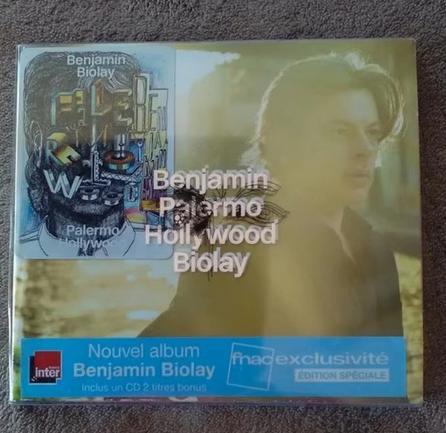 Benjamin
Biolay
Palermo
Hollywood
Benjamin
Palermo
Hollywood
Biolay
inter
Nouvel album
Benjamin Biolay
Inclus un CD 2 titres bonus
fnac exclusivité
ÉDITION SPÉCIALE